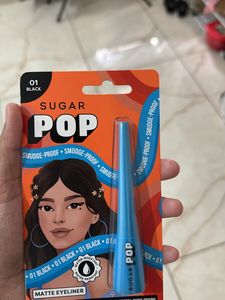 01
BLACK
SUGAR
POP
SMUDGE-PROOF • SMUDGE-PROOF
SMUDGE-PROOF • SMUDGE-PROOF
01 BLACK • 01 BLACK • 01
SUGAR POP
MATTE EYELINER